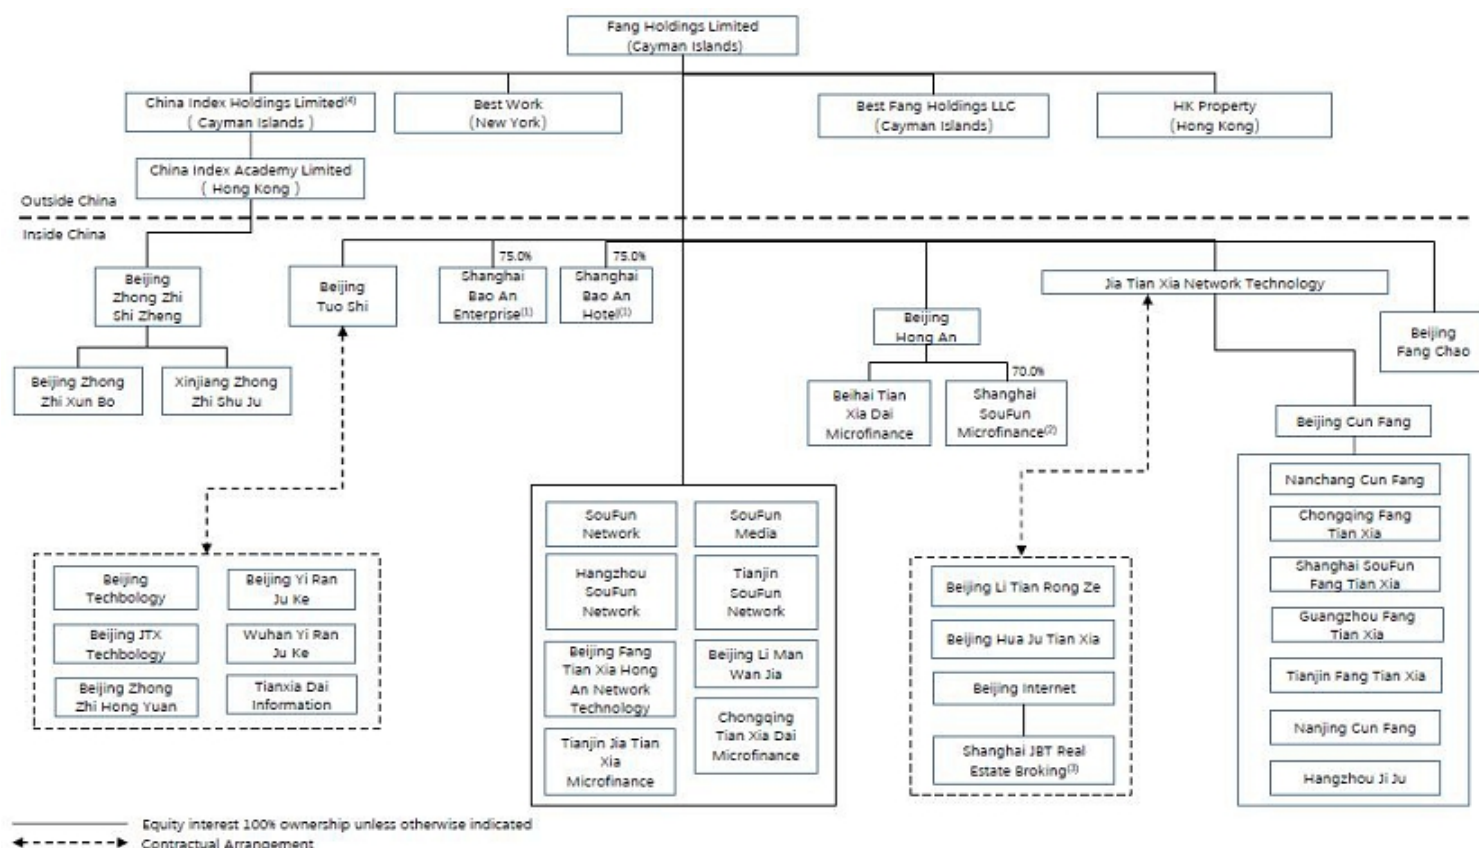 Fang Holdings Limited
(Cayman Islands)
China Index Holdings Limited(4)
( Cayman Islands )
Best Work
(New York)
Best Fang Holdings LLC
(Cayman Islands)
HK Property
(Hong Kong)
China Index Academy Limited
( Hong Kong )
Outside China
Inside China
Beijing
Zhong Zhi
Shi Zheng
Beijing
Tuo Shi
75.0%
Shanghai
Bao An
Enterprise(1)
75.0%
Shanghai
Bao An
Hotel(1)
Jia Tian Xia Network Technology
Beijing
Hong An
Beijing
Fang Chao
Beijing Zhong
Zhi Xun Bo
Xinjiang Zhong
Zhi Shu Ju
Beihai Tian
Xia Dai
Microfinance
70.0%
Shanghai
SouFun
Microfinance(2)
Beijing Cun Fang
Beijing
Techbology
Beijing Yi Ran
Ju Ke
Beijing JTX
Techbology
Wuhan Yi Ran
Ju Ke
Beijing Zhong
Zhi Hong Yuan
Tianxia Dai
Information
SouFun
Network
SouFun
Media
Hangzhou
SouFun
Network
Tianjin
SouFun
Network
Beijing Fang
Tian Xia Hong
An Network
Technology
Beijing Li Man
Wan Jia
Tianjin Jia Tian
Xia
Microfinance
Chongqing
Tian Xia Dai
Microfinance
Beijing Li Tian Rong Ze
Beijing Hua Ju Tian Xia
Beijing Internet
Shanghai JBT Real
Estate Broking(3)
Nanchang Cun Fang
Chongqing Fang
Tian Xia
Shanghai SouFun
Fang Tian Xia
Guangzhou Fang
Tian Xia
Tianjin Fang Tian Xia
Nanjing Cun Fang
Hangzhou Ji Ju
Equity interest 100% ownership unless otherwise indicated
Contractual Arrangement